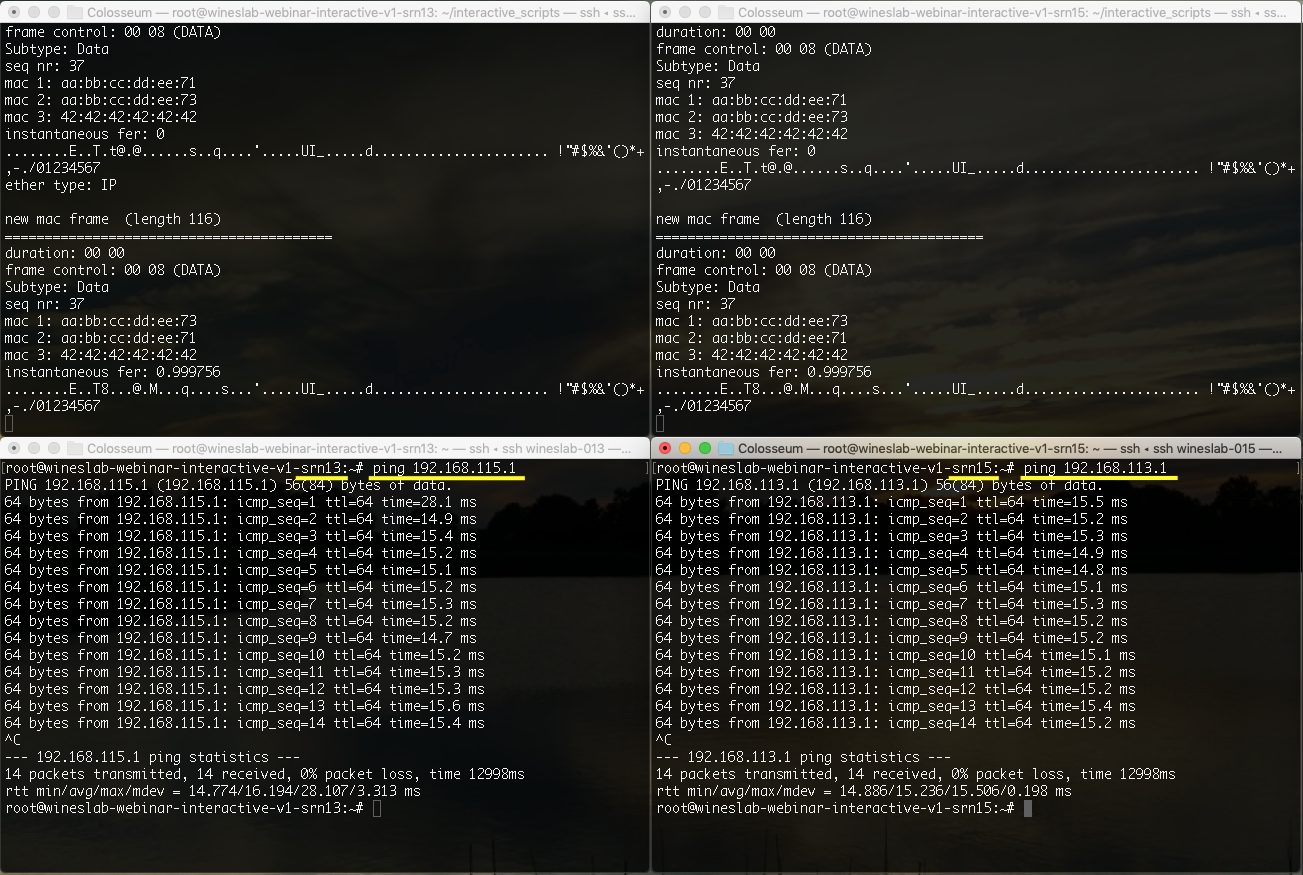 Colosseum — root@wineslab-webinar-interactive-v1-srn13: ~/interactive_scripts — ssh ◂ ss...
frame control: 00 08 (DATA)
Subtype: Data
seq nr: 37
mac 1: aa:bb:cc:dd:ee:71
mac 2: aa:bb:cc:dd:ee:73
mac 3: 42:42:42:42:42:42
instantaneous fer: 0
........E..T.t@.@......s..q....'.....UI_.....d...................... !"#$%&'()*+
,-./01234567
ether type: IP
new mac frame  (length 116)
=========================================
duration: 00 00
frame control: 00 08 (DATA)
Subtype: Data
seq nr: 37
mac 1: aa:bb:cc:dd:ee:73
mac 2: aa:bb:cc:dd:ee:71
mac 3: 42:42:42:42:42:42
instantaneous fer: 0.999756
........E..T8...@.M...q....s...'.....UI_.....d...................... !"#$%&'()*+
,-./01234567
Colosseum — root@wineslab-webinar-interactive-v1-srn15: ~/interactive_scripts — ssh ◂ ss...
duration: 00 00
frame control: 00 08 (DATA)
Subtype: Data
seq nr: 37
mac 1: aa:bb:cc:dd:ee:71
mac 2: aa:bb:cc:dd:ee:73
mac 3: 42:42:42:42:42:42
instantaneous fer: 0
........E..T.t@.@......s..q....'.....UI_.....d...................... !"#$%&'()*+
,-./01234567
new mac frame  (length 116)
=========================================
duration: 00 00
frame control: 00 08 (DATA)
Subtype: Data
seq nr: 37
mac 1: aa:bb:cc:dd:ee:73
mac 2: aa:bb:cc:dd:ee:71
mac 3: 42:42:42:42:42:42
instantaneous fer: 0.999756
........E..T8...@.M...q....s...'.....UI_.....d...................... !"#$%&'()*+
,-./01234567
Colosseum — root@wineslab-webinar-interactive-v1-srn13: ~ — ssh ◂ ssh wineslab-013 —...
[root@wineslab-webinar-interactive-v1-srn13:~# ping 192.168.115.1 ]
PING 192.168.115.1 (192.168.115.1) 56(84) bytes of data.
64 bytes from 192.168.115.1: icmp_seq=1 ttl=64 time=28.1 ms
64 bytes from 192.168.115.1: icmp_seq=2 ttl=64 time=14.9 ms
64 bytes from 192.168.115.1: icmp_seq=3 ttl=64 time=15.4 ms
64 bytes from 192.168.115.1: icmp_seq=4 ttl=64 time=15.2 ms
64 bytes from 192.168.115.1: icmp_seq=5 ttl=64 time=15.1 ms
64 bytes from 192.168.115.1: icmp_seq=6 ttl=64 time=15.2 ms
64 bytes from 192.168.115.1: icmp_seq=7 ttl=64 time=15.3 ms
64 bytes from 192.168.115.1: icmp_seq=8 ttl=64 time=15.2 ms
64 bytes from 192.168.115.1: icmp_seq=9 ttl=64 time=14.7 ms
64 bytes from 192.168.115.1: icmp_seq=10 ttl=64 time=15.2 ms
64 bytes from 192.168.115.1: icmp_seq=11 ttl=64 time=15.3 ms
64 bytes from 192.168.115.1: icmp_seq=12 ttl=64 time=15.3 ms
64 bytes from 192.168.115.1: icmp_seq=13 ttl=64 time=15.6 ms
64 bytes from 192.168.115.1: icmp_seq=14 ttl=64 time=15.4 ms
^C
--- 192.168.115.1 ping statistics ---
14 packets transmitted, 14 received, 0% packet loss, time 12998ms
rtt min/avg/max/mdev = 14.774/16.194/28.107/3.313 ms
root@wineslab-webinar-interactive-v1-srn13:~#
Colosseum — root@wineslab-webinar-interactive-v1-srn15: ~ — ssh ◂ ssh wineslab-015 —...
[root@wineslab-webinar-interactive-v1-srn15:~# ping 192.168.113.1 ]
PING 192.168.113.1 (192.168.113.1) 56(84) bytes of data.
64 bytes from 192.168.113.1: icmp_seq=1 ttl=64 time=15.5 ms
64 bytes from 192.168.113.1: icmp_seq=2 ttl=64 time=15.2 ms
64 bytes from 192.168.113.1: icmp_seq=3 ttl=64 time=15.3 ms
64 bytes from 192.168.113.1: icmp_seq=4 ttl=64 time=14.9 ms
64 bytes from 192.168.113.1: icmp_seq=5 ttl=64 time=14.8 ms
64 bytes from 192.168.113.1: icmp_seq=6 ttl=64 time=15.1 ms
64 bytes from 192.168.113.1: icmp_seq=7 ttl=64 time=15.3 ms
64 bytes from 192.168.113.1: icmp_seq=8 ttl=64 time=15.2 ms
64 bytes from 192.168.113.1: icmp_seq=9 ttl=64 time=15.2 ms
64 bytes from 192.168.113.1: icmp_seq=10 ttl=64 time=15.1 ms
64 bytes from 192.168.113.1: icmp_seq=11 ttl=64 time=15.2 ms
64 bytes from 192.168.113.1: icmp_seq=12 ttl=64 time=15.2 ms
64 bytes from 192.168.113.1: icmp_seq=13 ttl=64 time=15.4 ms
64 bytes from 192.168.113.1: icmp_seq=14 ttl=64 time=15.2 ms
^C
--- 192.168.113.1 ping statistics ---
14 packets transmitted, 14 received, 0% packet loss, time 12998ms
rtt min/avg/max/mdev = 14.886/15.236/15.506/0.198 ms
root@wineslab-webinar-interactive-v1-srn15:~#